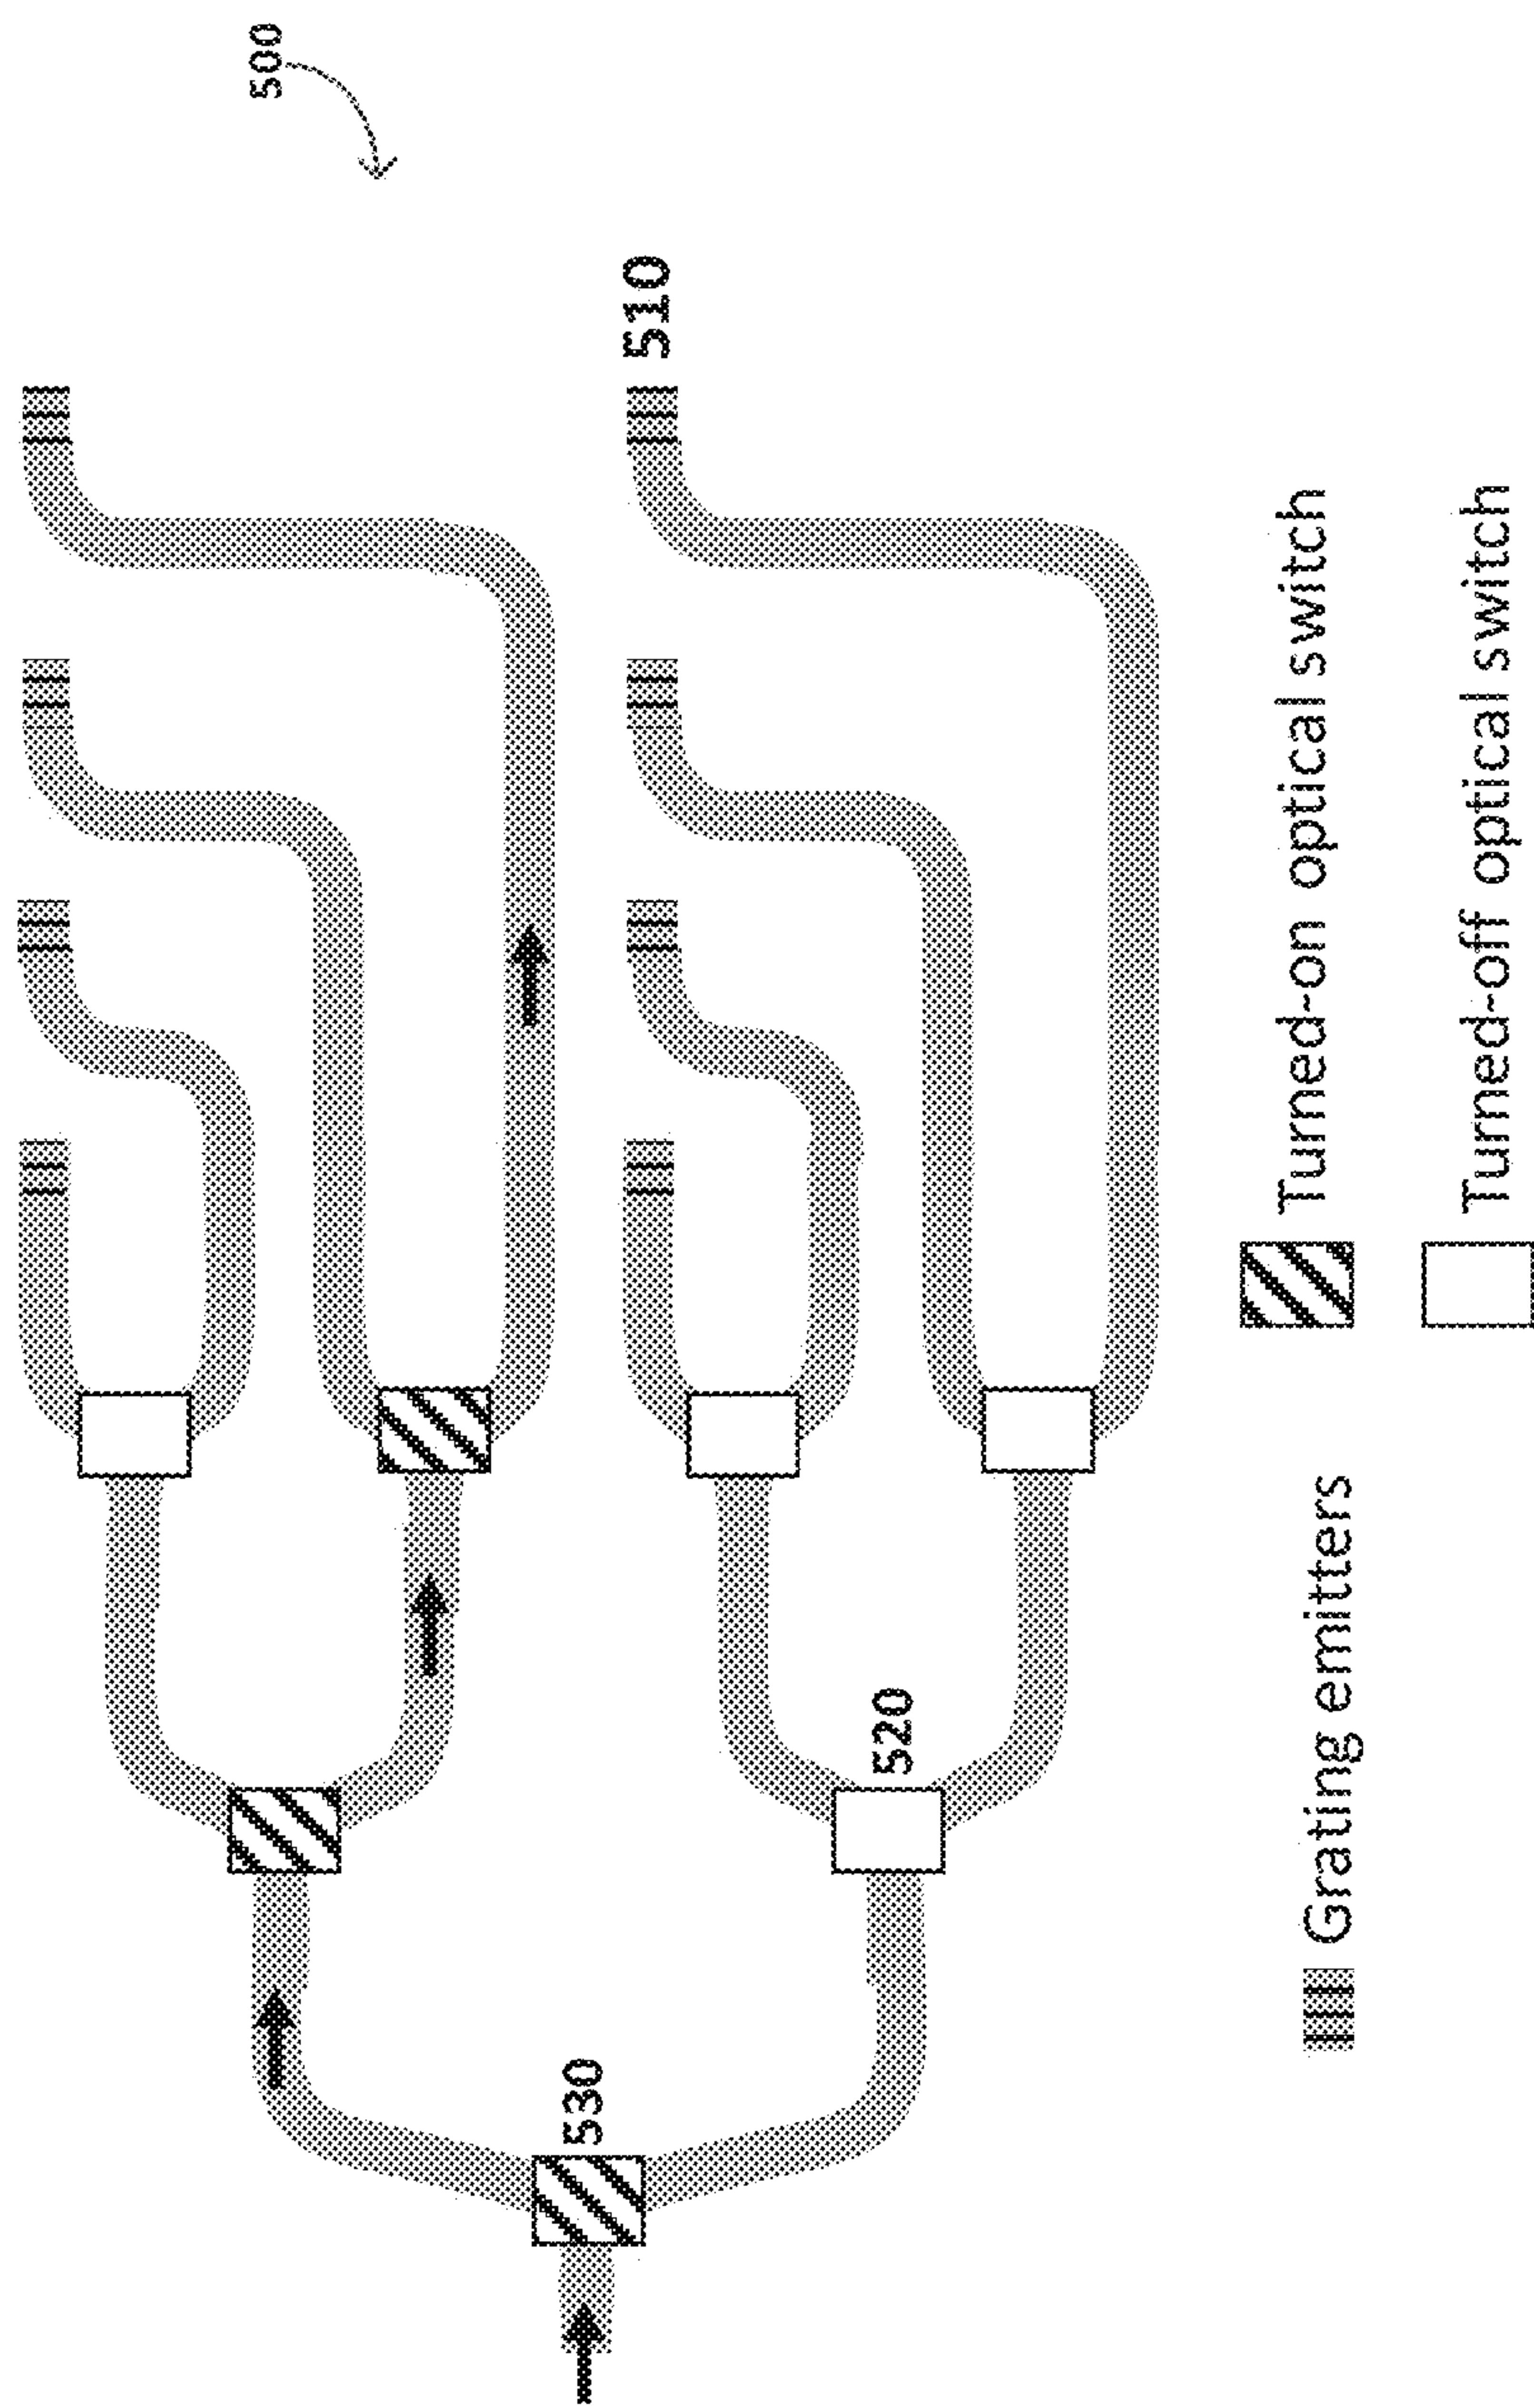 500
510
520
530
Turned-on optical switch
Grating emitters
Turned-off optical switch